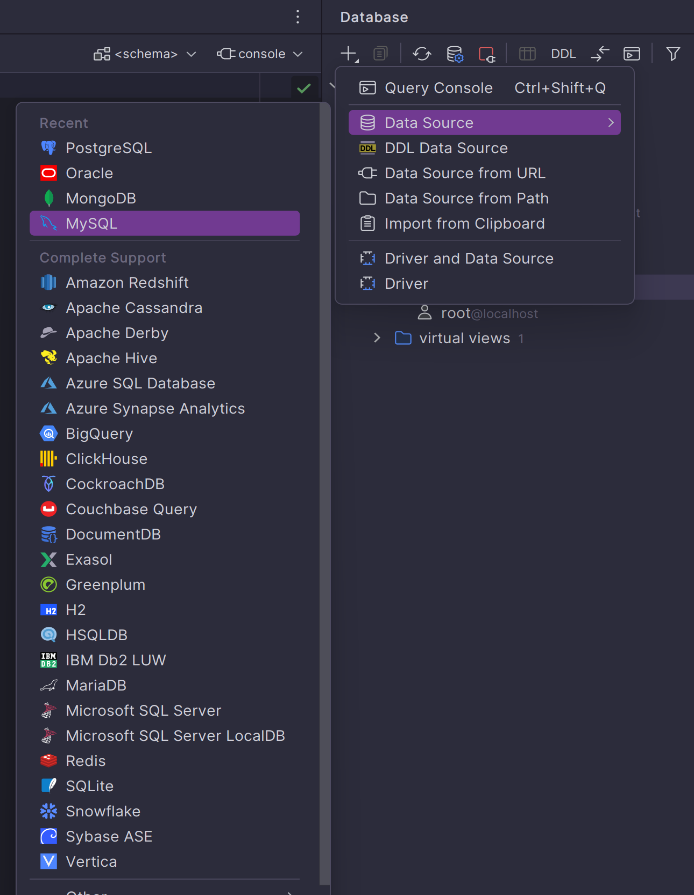 Database
<schema>
console
DDL
Query Console Ctrl+Shift+Q
Data Source
DDL Data Source
DDL
Data Source from URL
Data Source from Path
Import from Clipboard
Driver and Data Source
Driver
root@localhost
virtual views 1
Recent
PostgreSQL
Oracle
MongoDB
MySQL
Complete Support
Amazon Redshift
Apache Cassandra
Apache Derby
Apache Hive
Azure SQL Database
Azure Synapse Analytics
BigQuery
ClickHouse
CockroachDB
Couchbase Query
DocumentDB
Exasol
Greenplum
H2 H2
HSQLDB
IBM DB2 IBM Db2 LUW
MariaDB
Microsoft SQL Server
Microsoft SQL Server LocalDB
Redis
SQLite
Snowflake
Sybase ASE
Vertica